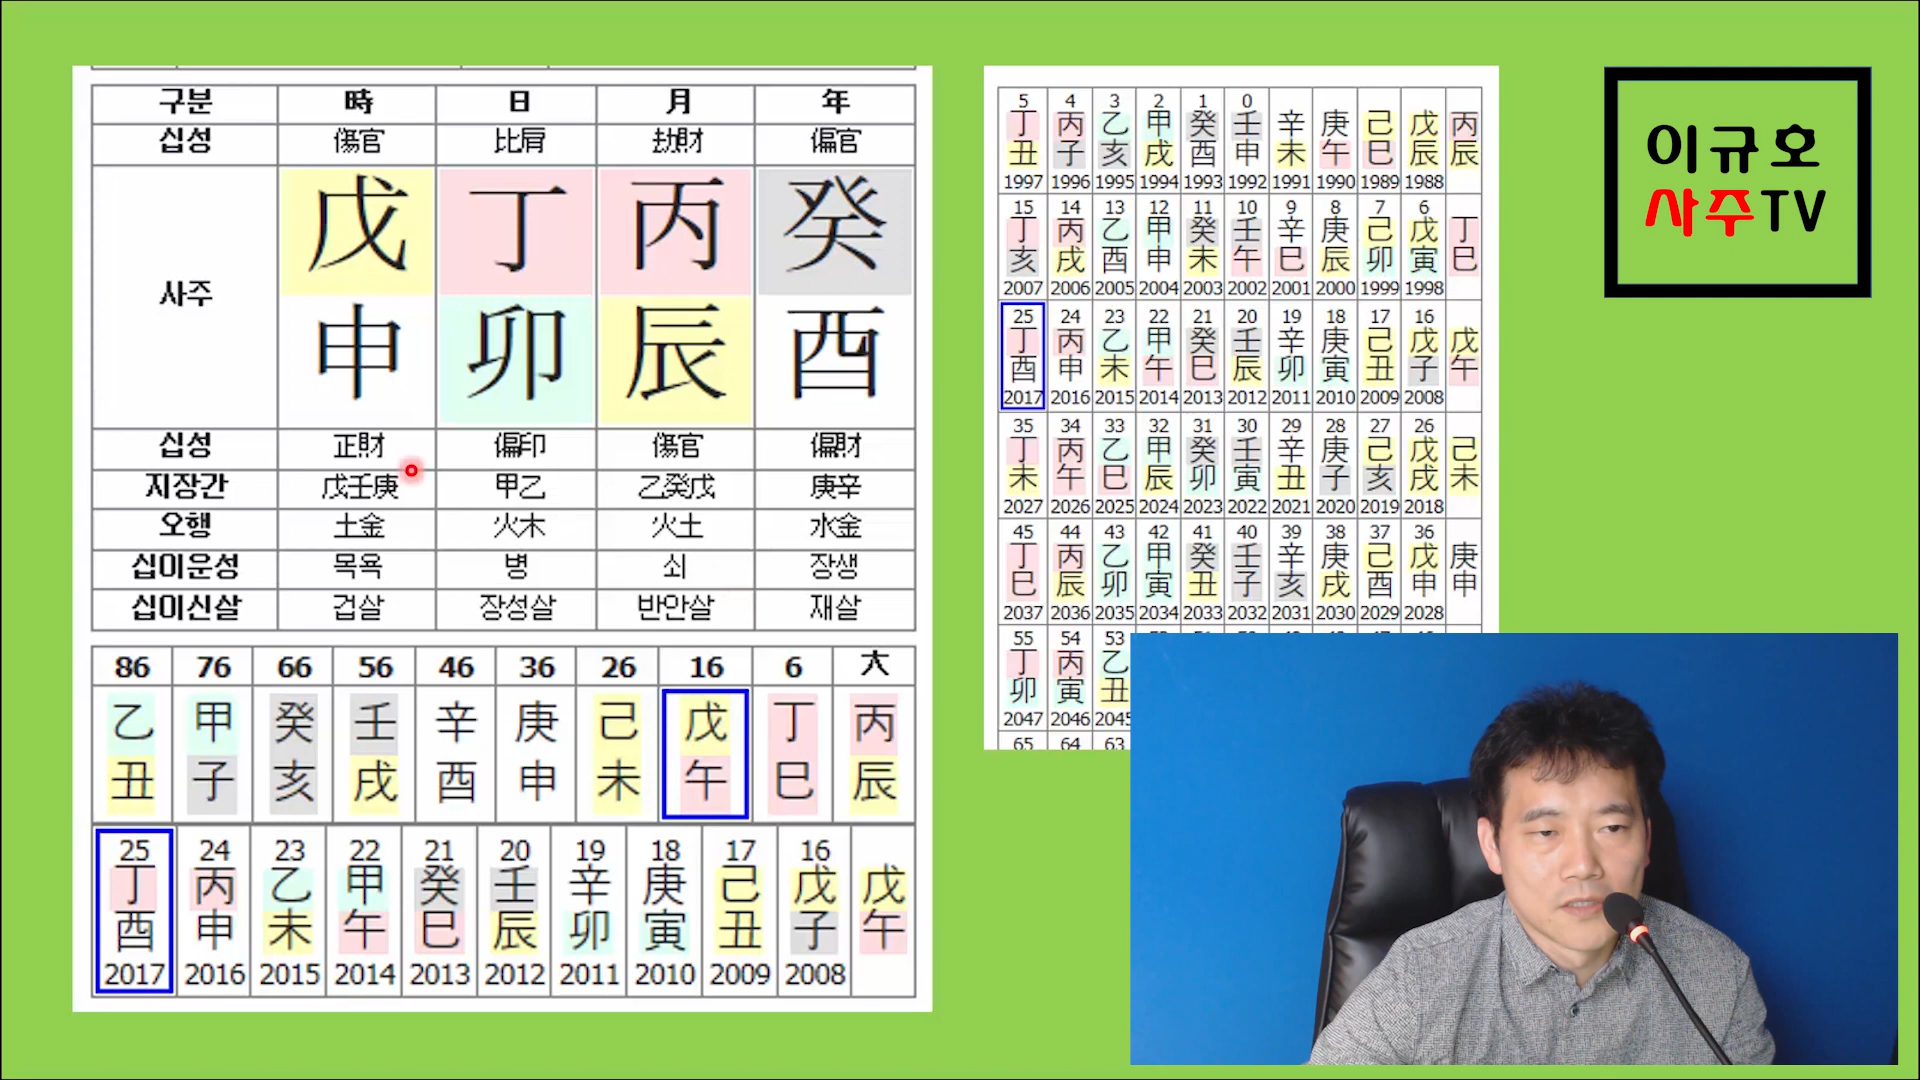 구분 時 日 月 年
십성 傷官 比肩 劫財 偏官
사주 戊 丁 丙 癸
申 卯 辰 酉
십성 正財 偏印 傷官 偏財
지장간 戊壬庚 甲乙 乙癸戊 庚辛
오행 土金 火木 火土 水金
십이운성 목욕 병 쇠 장생
십이신살 겁살 장성살 반안살 재살
86 76 66 56 46 36 26 16 6 大
乙 甲 癸 壬 辛 庚 己 戊 丁 丙
丑 子 亥 戌 酉 申 未 午 巳 辰
25 24 23 22 21 20 19 18 17 16
丁 丙 乙 甲 癸 壬 辛 庚 己 戊 戊
酉 申 未 午 巳 辰 卯 寅 丑 子 午
2017 2016 2015 2014 2013 2012 2011 2010 2009 2008
5 4 3 2 1 0
丁 丙 乙 甲 癸 壬 辛 庚 己 戊 丙
丑 子 亥 戌 酉 申 未 午 巳 辰 辰
1997 1996 1995 1994 1993 1992 1991 1990 1989 1988
15 14 13 12 11 10 9 8 7 6
丁 丙 乙 甲 癸 壬 辛 庚 己 戊 丁
亥 戌 酉 申 未 午 巳 辰 卯 寅 巳
2007 2006 2005 2004 2003 2002 2001 2000 1999 1998
25 24 23 22 21 20 19 18 17 16
丁 丙 乙 甲 癸 壬 辛 庚 己 戊 戊
酉 申 未 午 巳 辰 卯 寅 丑 子 午
2017 2016 2015 2014 2013 2012 2011 2010 2009 2008
35 34 33 32 31 30 29 28 27 26
丁 丙 乙 甲 癸 壬 辛 庚 己 戊 己
未 午 巳 辰 卯 寅 丑 子 亥 戌 未
2027 2026 2025 2024 2023 2022 2021 2020 2019 2018
45 44 43 42 41 40 39 38 37 36
丁 丙 乙 甲 癸 壬 辛 庚 己 戊 庚
巳 辰 卯 寅 丑 子 亥 戌 酉 申 申
2037 2036 2035 2034 2033 2032 2031 2030 2029 2028
55 54 53
丁 丙 乙
卯 寅 丑
2047 2046 2045
65 64 63
이규호
사주TV